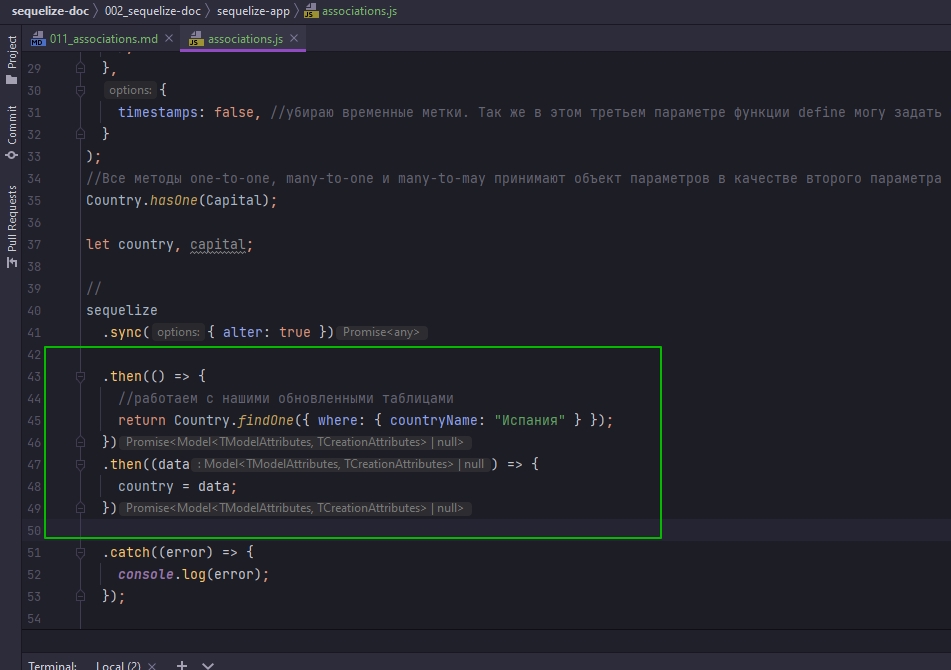 sequelize-doc 〉 002_sequelize-doc 〉 sequelize-app 〉 associations.js
Project
Commit
Pull Requests
011_associations.md × associations.js ×
29 },
30 options: {
31 timestamps: false, //убираю временные метки. Так же в этом третьем параметре функции define могу задать
32 }
33 );
34 //Все методы one-to-one, many-to-one и many-to-may принимают объект параметров в качестве второго параметра
35 Country.hasOne(Capital);
36
37 let country, capital;
38
39 //
40 sequelize
41 .sync( options: { alter: true }) Promise<any>
42
43 .then(() => {
44 //работаем с нашими обновленными таблицами
45 return Country.findOne({ where: { countryName: "Испания" } });
46 }) Promise<Model<TModelAttributes, TCreationAttributes> | null>
47 .then((data : Model<TModelAttributes, TCreationAttributes> | null ) => {
48 country = data;
49 }) Promise<Model<TModelAttributes, TCreationAttributes> | null>
50
51 .catch((error) => {
52 console.log(error);
53 });
54
Terminal: Local (2) × +